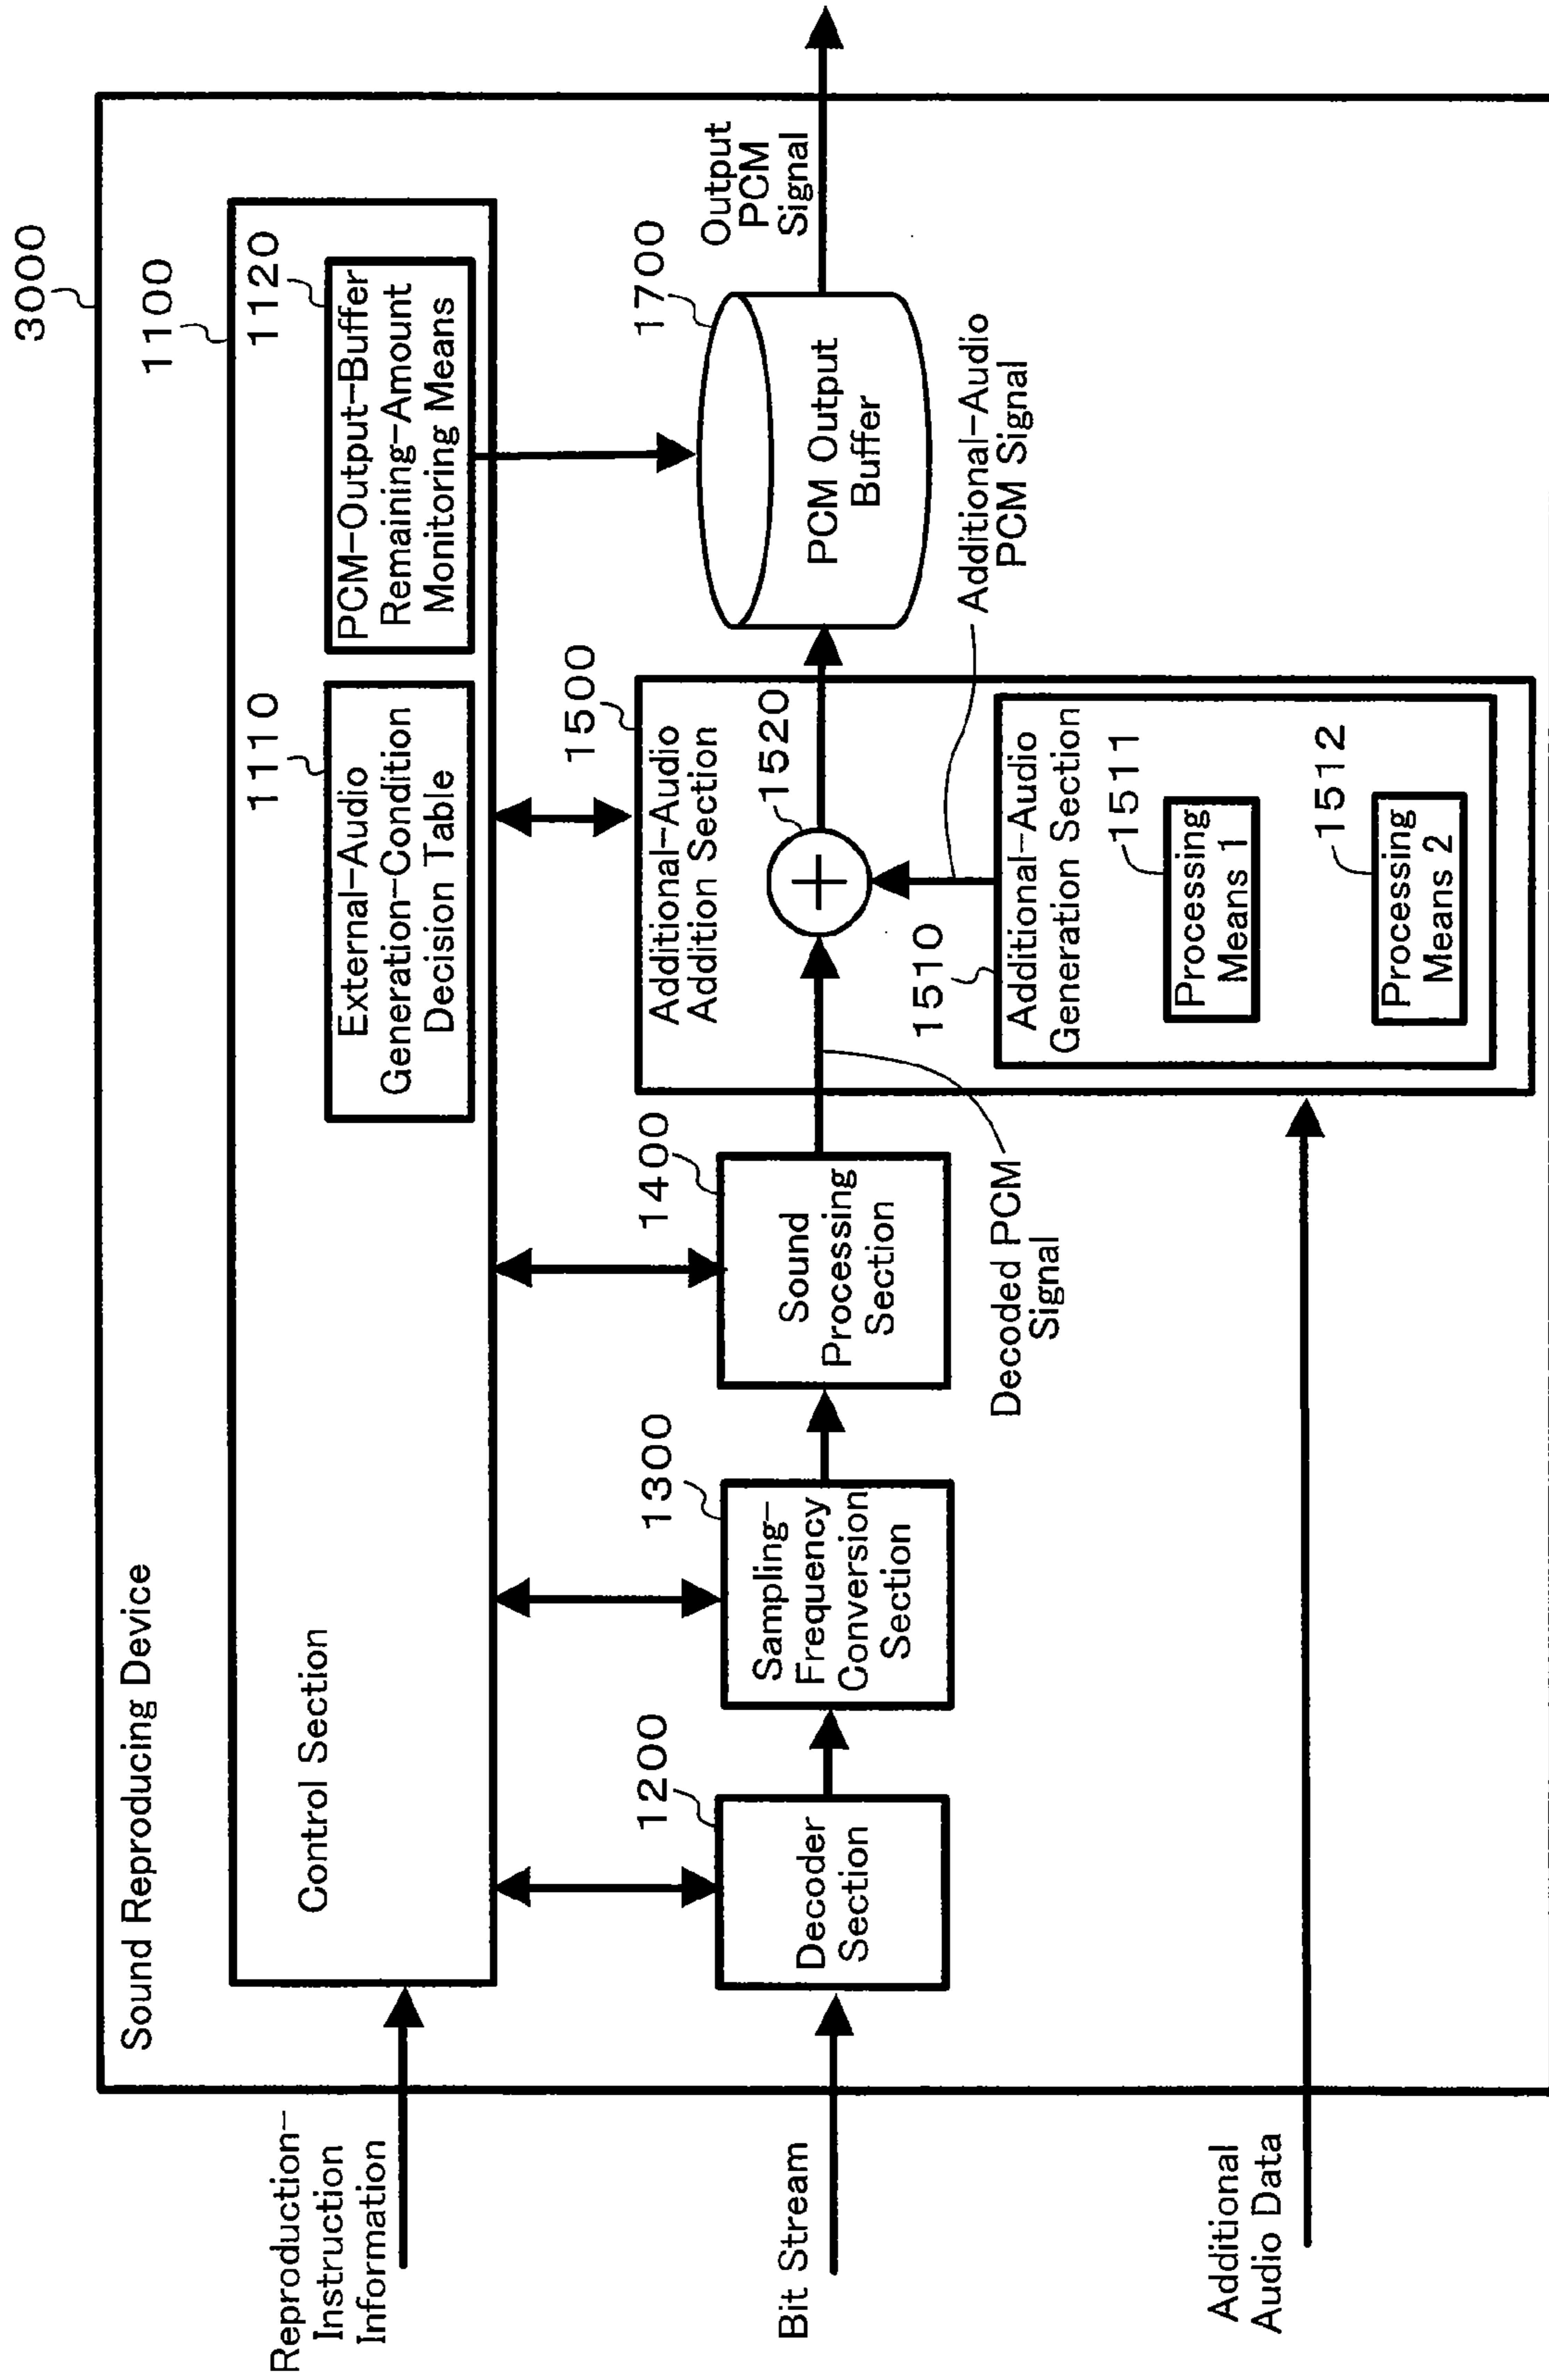 3000
Sound Reproducing Device
1100
Control Section
1110
External-Audio
Generation-Condition
Decision Table
1120
PCM-Output-Buffer
Remaining-Amount
Monitoring Means
Reproduction-
Instruction
Information
Bit Stream
1200
Decoder
Section
1300
Sampling-
Frequency
Conversion
Section
1400
Sound
Processing
Section
Decoded PCM
Signal
1500
Additional-Audio
Addition Section
1520
1510
Additional-Audio
Generation Section
1511
Processing
Means 1
1512
Processing
Means 2
Additional-Audio
PCM Signal
1700
PCM Output
Buffer
Output
PCM
Signal
Additional
Audio Data